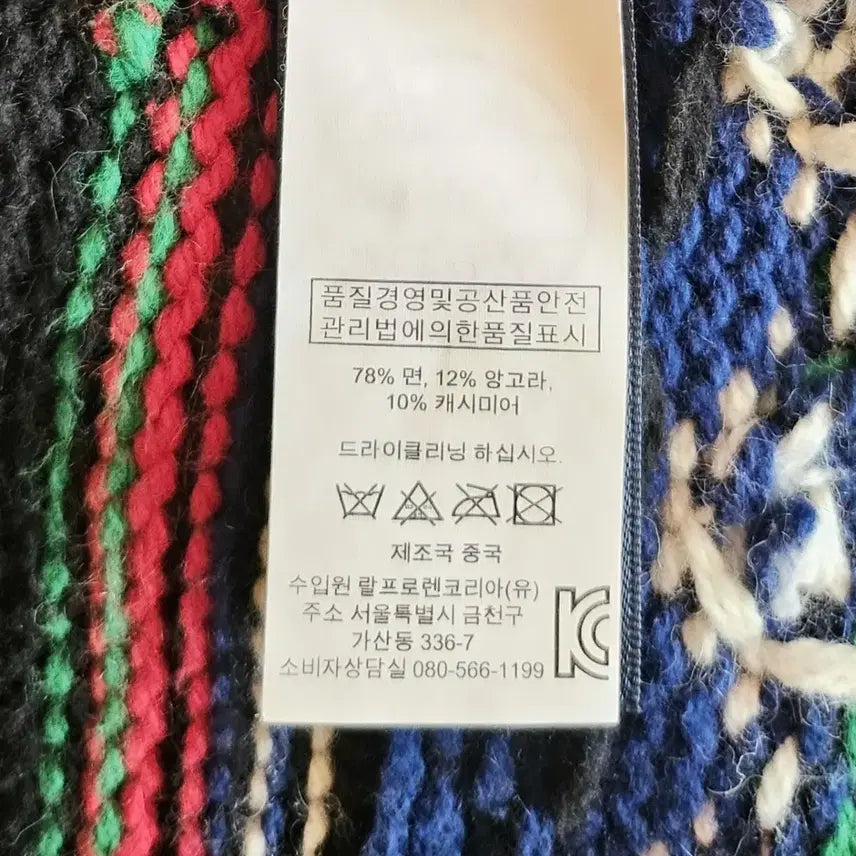 품질경영및공산품안전
관리법에의한품질표시
78% 면, 12% 앙고라,
10% 캐시미어
드라이클리닝 하십시오.
제조국 중국
수입원 랄프로렌코리아(유)
주소 서울특별시 금천구
가산동 336-7
소비자상담실 080-566-1199